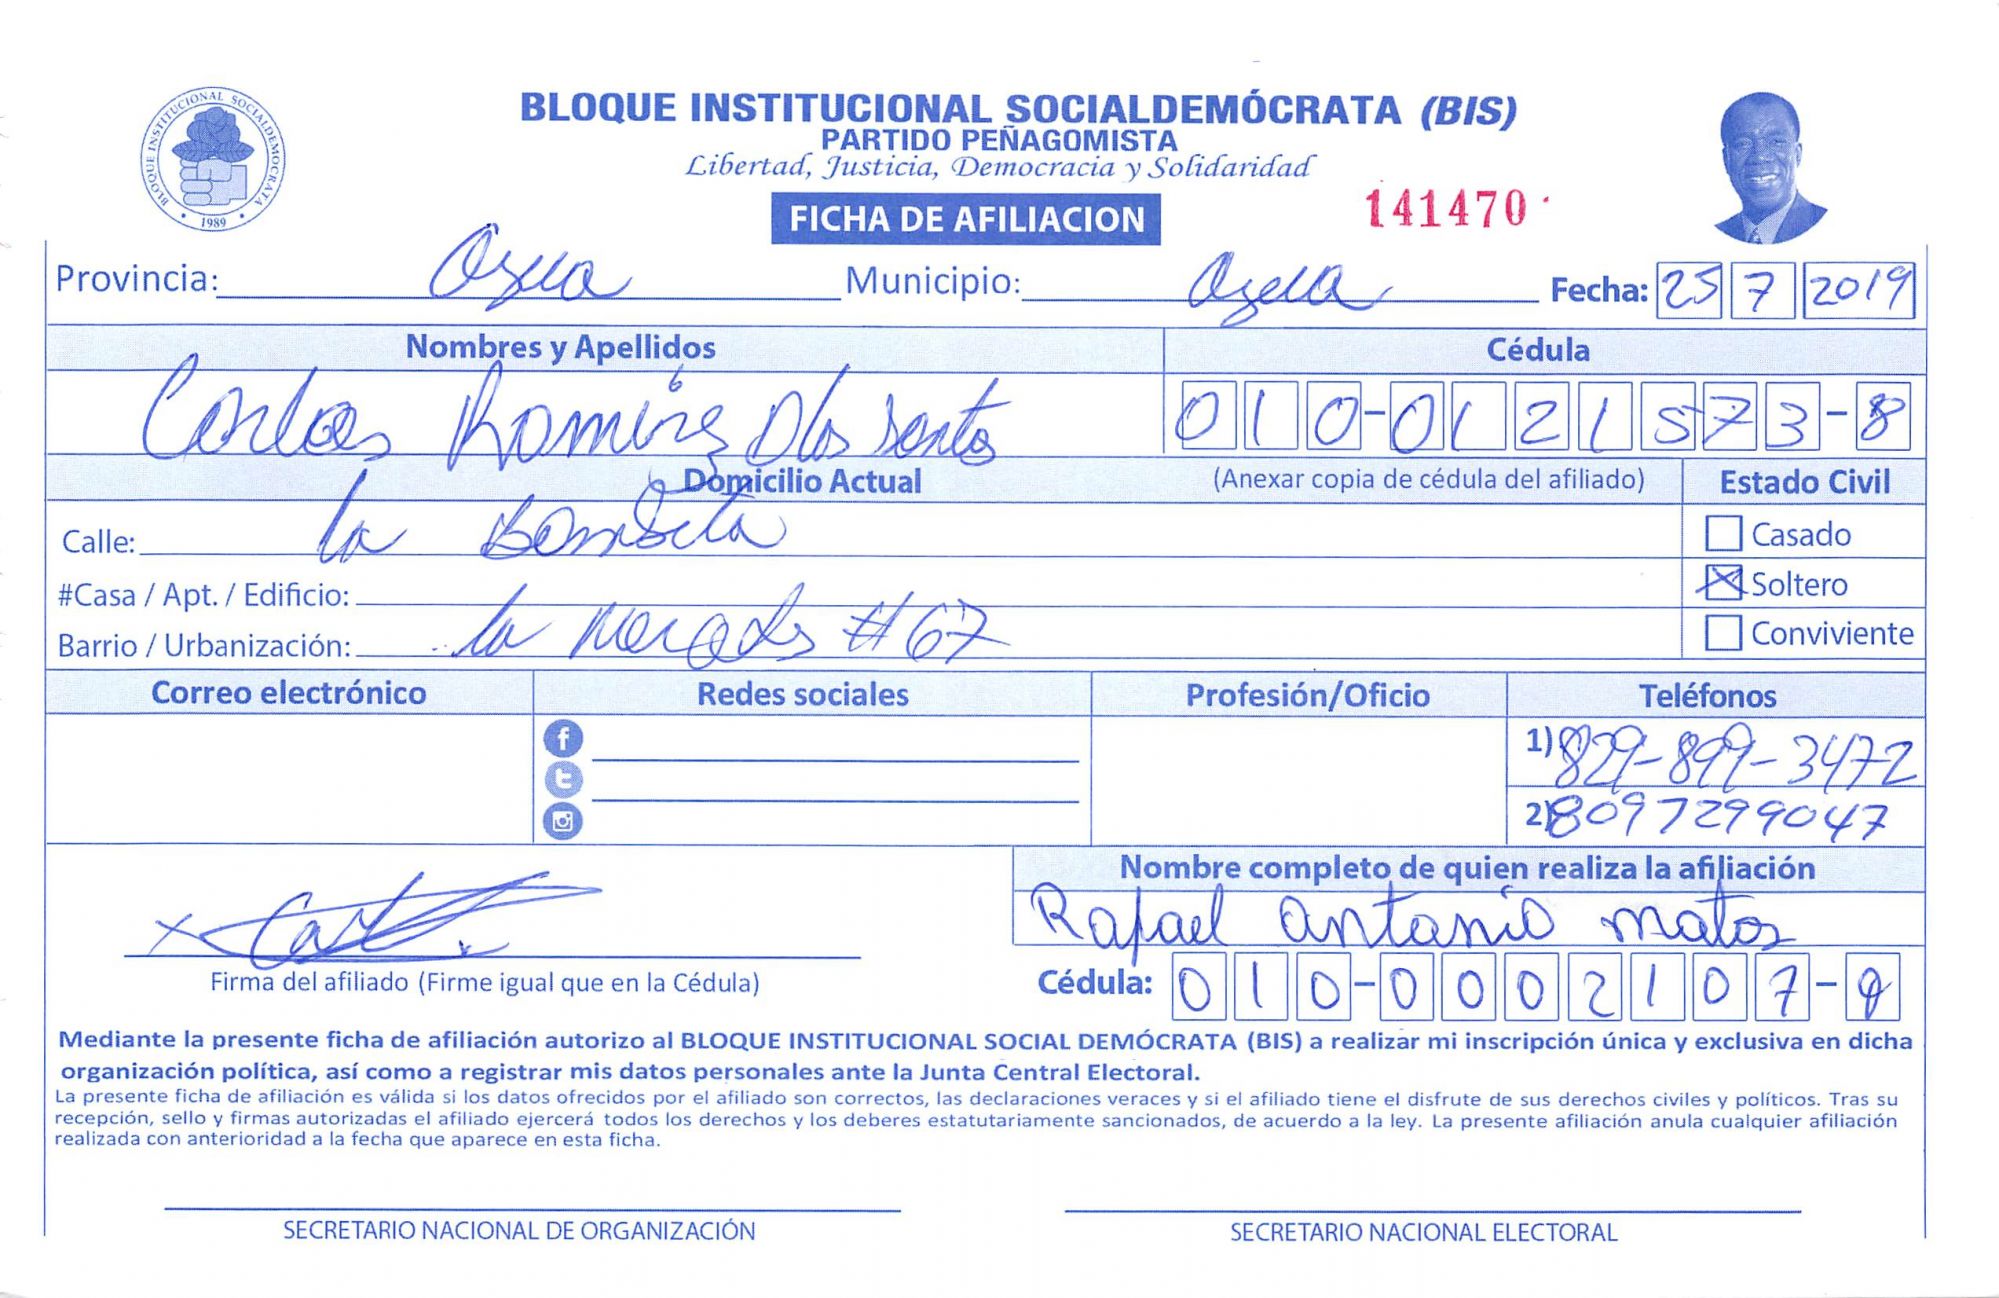 BLOQUE INSTITUCIONAL SOCIALDEMOCRATA
1989
BLOQUE INSTITUCIONAL SOCIALDEMÓCRATA (BIS)
PARTIDO PEÑAGOMISTA
Libertad, Justicia, Democracia y Solidaridad
FICHA DE AFILIACION
141470
Provincia: Azua Municipio: Azua Fecha: 25 7 2019
Nombres y Apellidos Cédula
Carlos Ramirez Dlos Santos 010-0121573-8
Domicilio Actual (Anexar copia de cédula del afiliado) Estado Civil
Calle: la Bombita Casado
#Casa / Apt. / Edificio: Soltero
Barrio / Urbanización: la #67 Conviviente
Correo electrónico Redes sociales Profesión/Oficio Teléfonos
1) 829-899-3472
2) 8097299047
Nombre completo de quien realiza la afiliación
Rafael Antonio Matos
Firma del afiliado (Firme igual que en la Cédula) Cédula: 010-0002107-9
Mediante la presente ficha de afiliación autorizo al BLOQUE INSTITUCIONAL SOCIAL DEMÓCRATA (BIS) a realizar mi inscripción única y exclusiva en dicha
organización política, así como a registrar mis datos personales ante la Junta Central Electoral.
La presente ficha de afiliación es válida si los datos ofrecidos por el afiliado son correctos, las declaraciones veraces y si el afiliado tiene el disfrute de sus derechos civiles y políticos. Tras su
recepción, sello y firmas autorizadas el afiliado ejercerá todos los derechos y los deberes estatutariamente sancionados, de acuerdo a la ley. La presente afiliación anula cualquier afiliación
realizada con anterioridad a la fecha que aparece en esta ficha.
SECRETARIO NACIONAL DE ORGANIZACIÓN SECRETARIO NACIONAL ELECTORAL